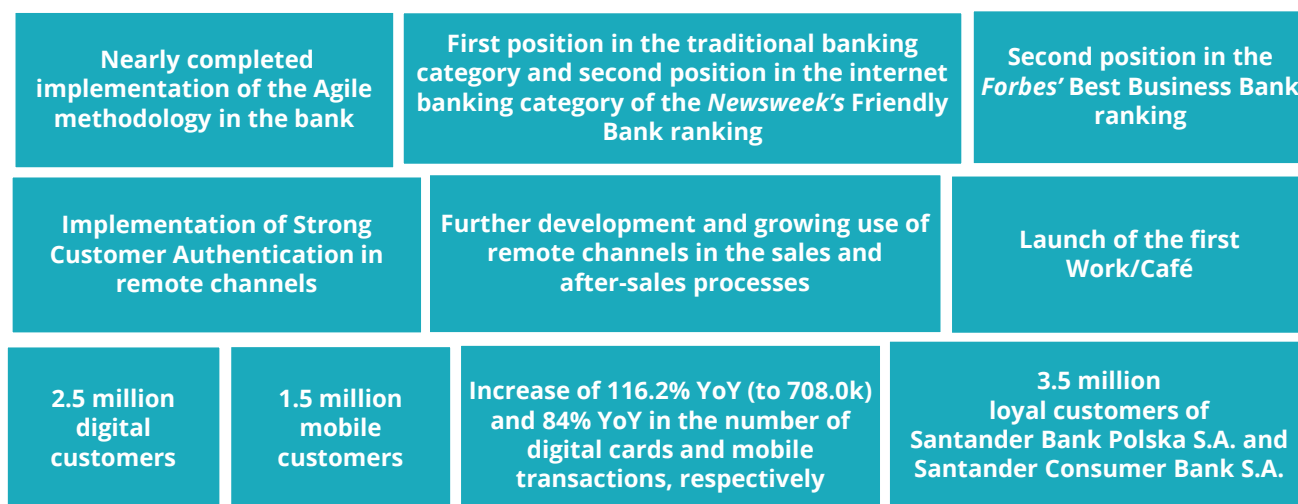 Nearly completed
implementation of the Agile
methodology in the bank
First position in the traditional banking
category and second position in the internet
banking category of the Newsweek's Friendly
Bank ranking
Second position in the
Forbes' Best Business Bank
ranking
Implementation of Strong
Customer Authentication in
remote channels
Further development and growing use of
remote channels in the sales and
after-sales processes
Launch of the first
Work/Café
2.5 million
digital
customers
1.5 million
mobile
customers
Increase of 116.2% YoY (to 708.0k)
and 84% YoY in the number of
digital cards and mobile
transactions, respectively
3.5 million
loyal customers of
Santander Bank Polska S.A. and
Santander Consumer Bank S.A.